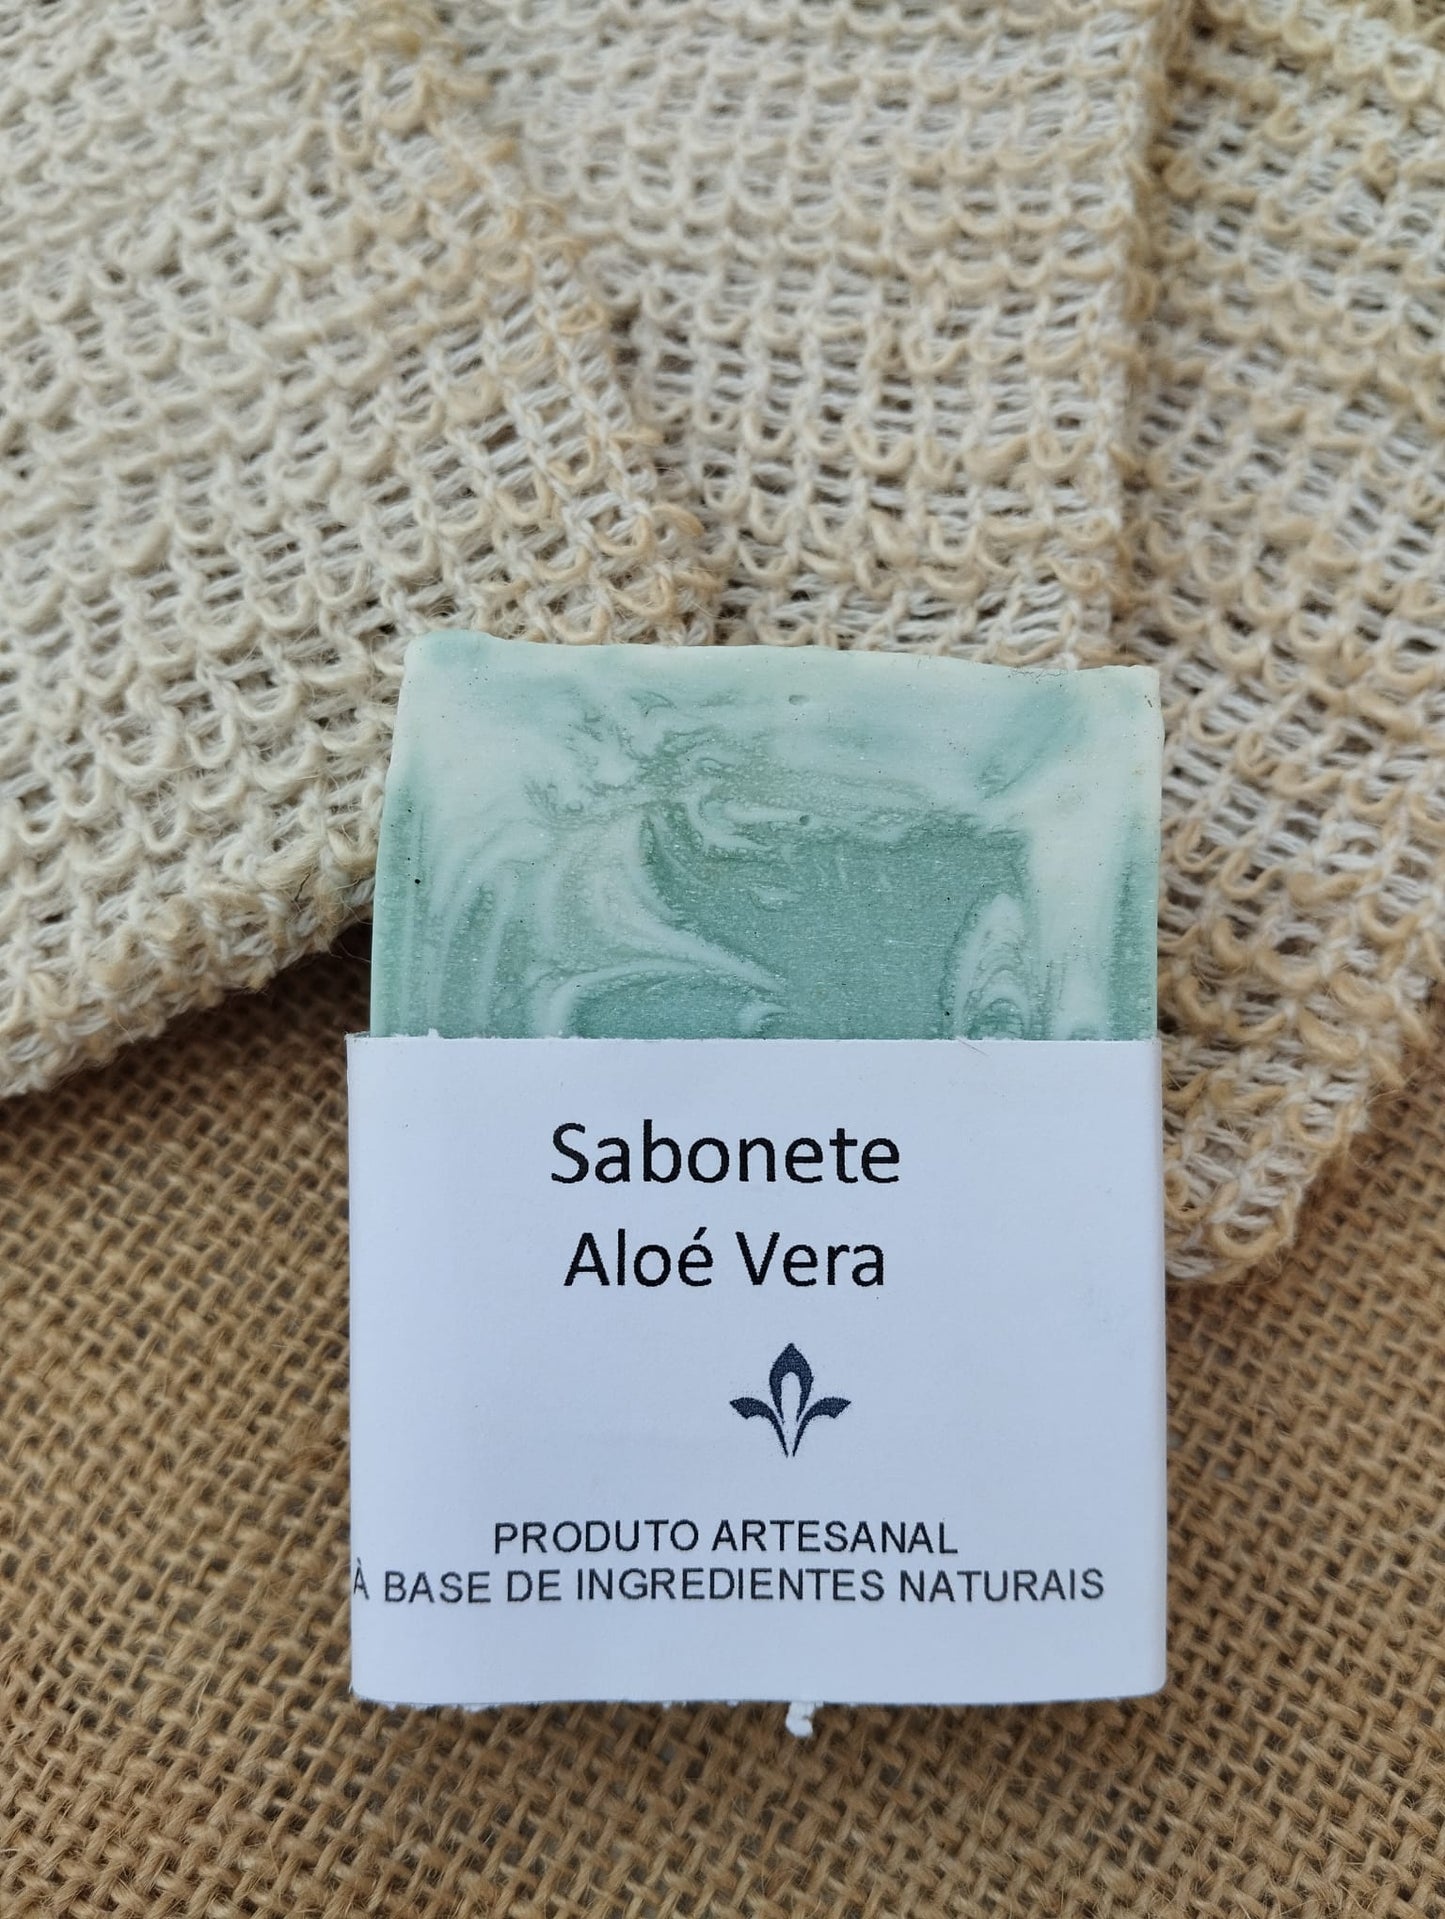 Sabonete
Aloé Vera
PRODUTO ARTESANAL
À BASE DE INGREDIENTES NATURAIS